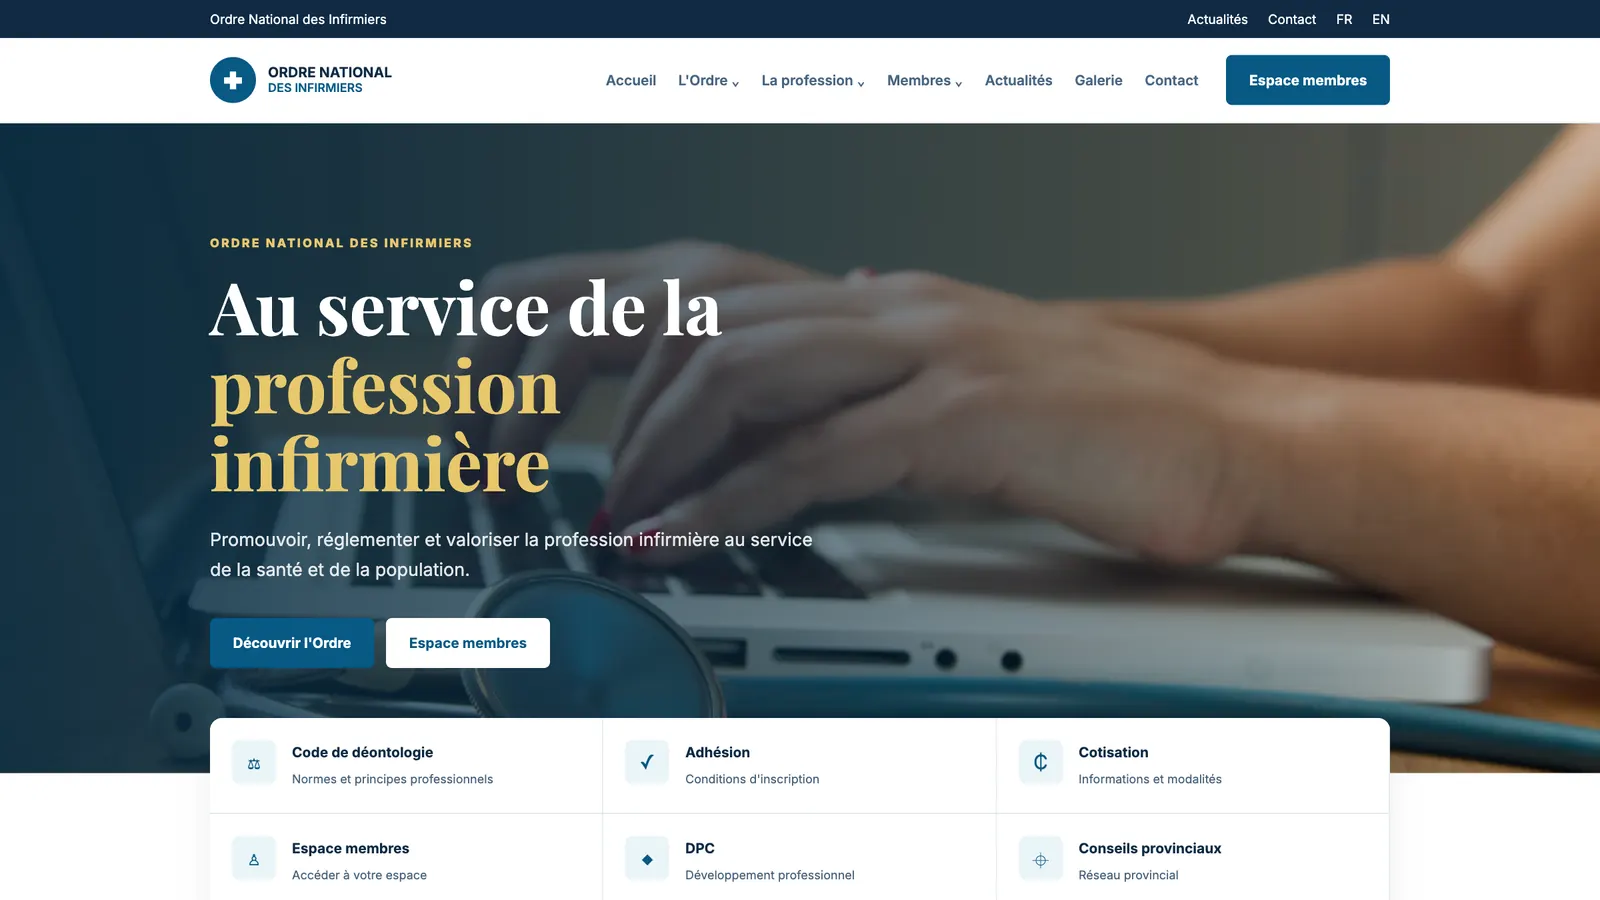 Ordre National des Infirmiers
Actualités Contact FR EN
ORDRE NATIONAL
DES INFIRMIERS
Accueil L'Ordre La profession Membres Actualités Galerie Contact Espace membres
ORDRE NATIONAL DES INFIRMIERS
Au service de la
profession
infirmière
Promouvoir, réglementer et valoriser la profession infirmière au service
de la santé et de la population.
Découvrir l'Ordre Espace membres
Code de déontologie
Normes et principes professionnels
Adhésion
Conditions d'inscription
Cotisation
Informations et modalités
Espace membres
Accéder à votre espace
DPC
Développement professionnel
Conseils provinciaux
Réseau provincial